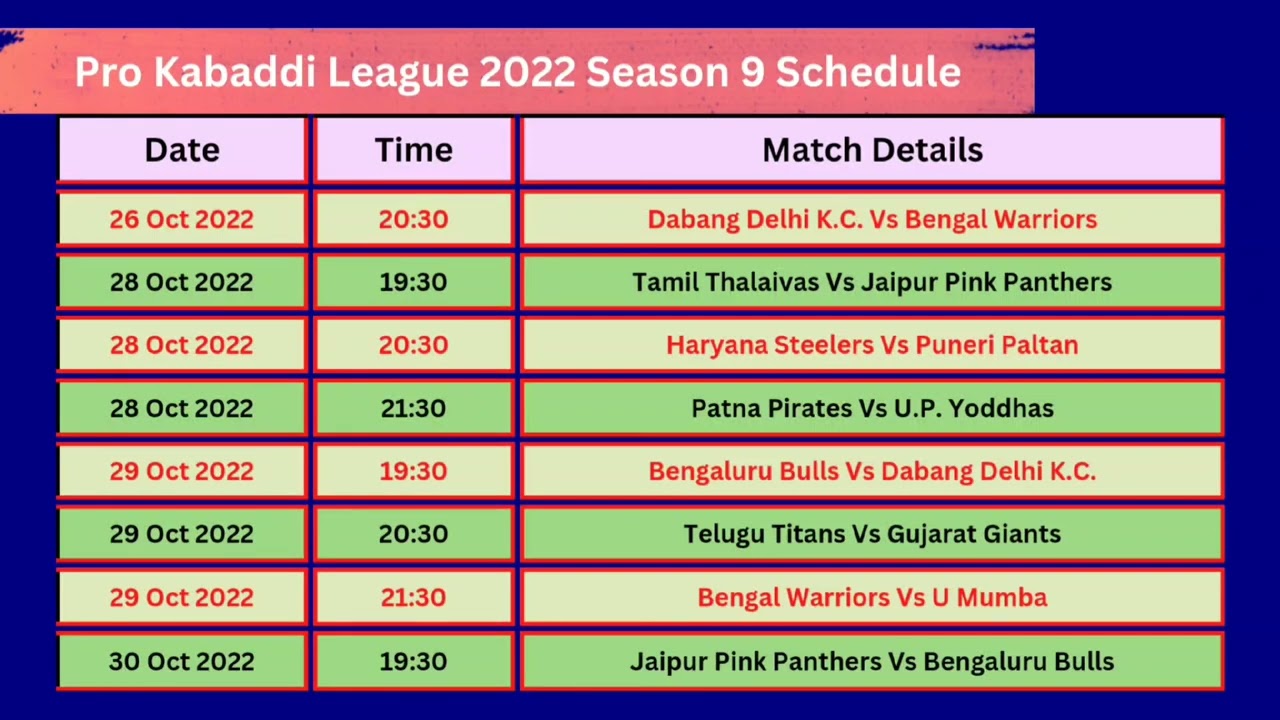 Pro Kabaddi League 2022 Season 9 Schedule
Date Time Match Details
26 Oct 2022 20:30 Dabang Delhi K.C. Vs Bengal Warriors
28 Oct 2022 19:30 Tamil Thalaivas Vs Jaipur Pink Panthers
28 Oct 2022 20:30 Haryana Steelers Vs Puneri Paltan
28 Oct 2022 21:30 Patna Pirates Vs U.P. Yoddhas
29 Oct 2022 19:30 Bengaluru Bulls Vs Dabang Delhi K.C.
29 Oct 2022 20:30 Telugu Titans Vs Gujarat Giants
29 Oct 2022 21:30 Bengal Warriors Vs U Mumba
30 Oct 2022 19:30 Jaipur Pink Panthers Vs Bengaluru Bulls